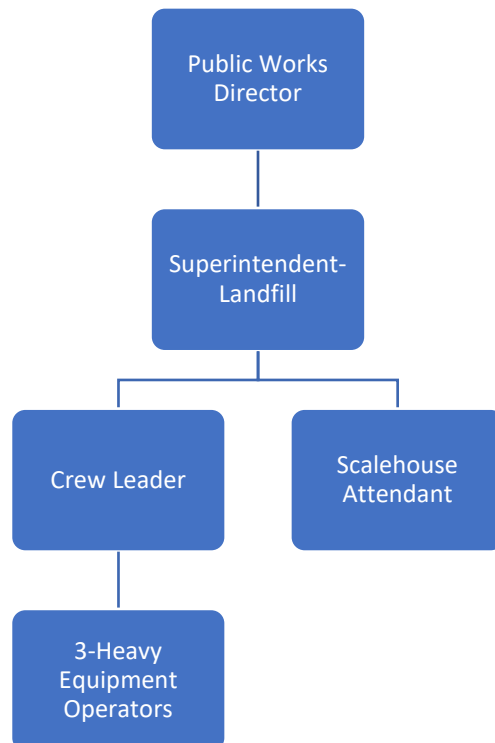 Public Works
Director
Superintendent-
Landfill
Crew Leader
Scalehouse
Attendant
3-Heavy
Equipment
Operators